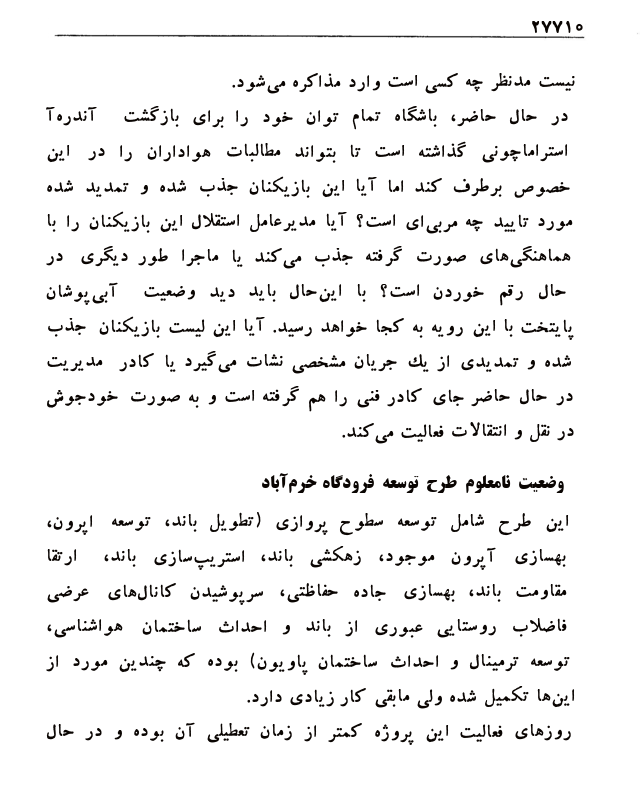 ۲۷۷۱۰
نیست مدنظر چه کسی است وارد مذاکره می‌شود.
در حال حاضر، باشگاه تمام توان خود را برای بازگشت آندره‌آ
استراماچونی گذاشته است تا بتواند مطالبات هواداران را در این
خصوص برطرف کند اما آیا این بازیکنان جذب شده و تمدید شده
مورد تایید چه مربی‌ای است؟ آیا مدیرعامل استقلال این بازیکنان را با
هماهنگی‌های صورت گرفته جذب می‌کند یا ماجرا طور دیگری در
حال رقم خوردن است؟ با این‌حال باید دید وضعیت آبی‌پوشان
پایتخت با این رویه به کجا خواهد رسید. آیا این لیست بازیکنان جذب
شده و تمدیدی از یك جریان مشخصی نشات می‌گیرد یا کادر مدیریت
در حال حاضر جای کادر فنی را هم گرفته است و به صورت خودجوش
در نقل و انتقالات فعالیت می‌کند.
وضعیت نامعلوم طرح توسعه فرودگاه خرم‌آباد
این طرح شامل توسعه سطوح پروازی (تطویل باند، توسعه اپرون،
بهسازی آپرون موجود، زهکشی باند، استریپ‌سازی باند، ارتقا
مقاومت باند، بهسازی جاده حفاظتی، سرپوشیدن کانال‌های عرضی
فاضلاب روستایی عبوری از باند و احداث ساختمان هواشناسی،
توسعه ترمینال و احداث ساختمان پاویون) بوده که چندین مورد از
این‌ها تکمیل شده ولی مابقی کار زیادی دارد.
روزهای فعالیت این پروژه کمتر از زمان تعطیلی آن بوده و در حال